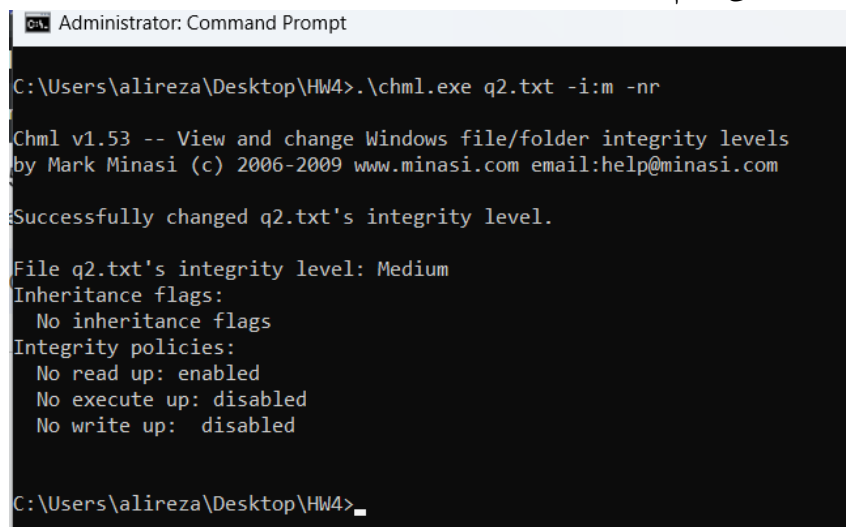 Administrator: Command Prompt
C:\Users\alireza\Desktop\HW4>.\chml.exe q2.txt -i:m -nr
Chml v1.53 -- View and change Windows file/folder integrity levels
by Mark Minasi (c) 2006-2009 www.minasi.com email:help@minasi.com
Successfully changed q2.txt's integrity level.
File q2.txt's integrity level: Medium
Inheritance flags:
  No inheritance flags
Integrity policies:
  No read up: enabled
  No execute up: disabled
  No write up:  disabled
C:\Users\alireza\Desktop\HW4>